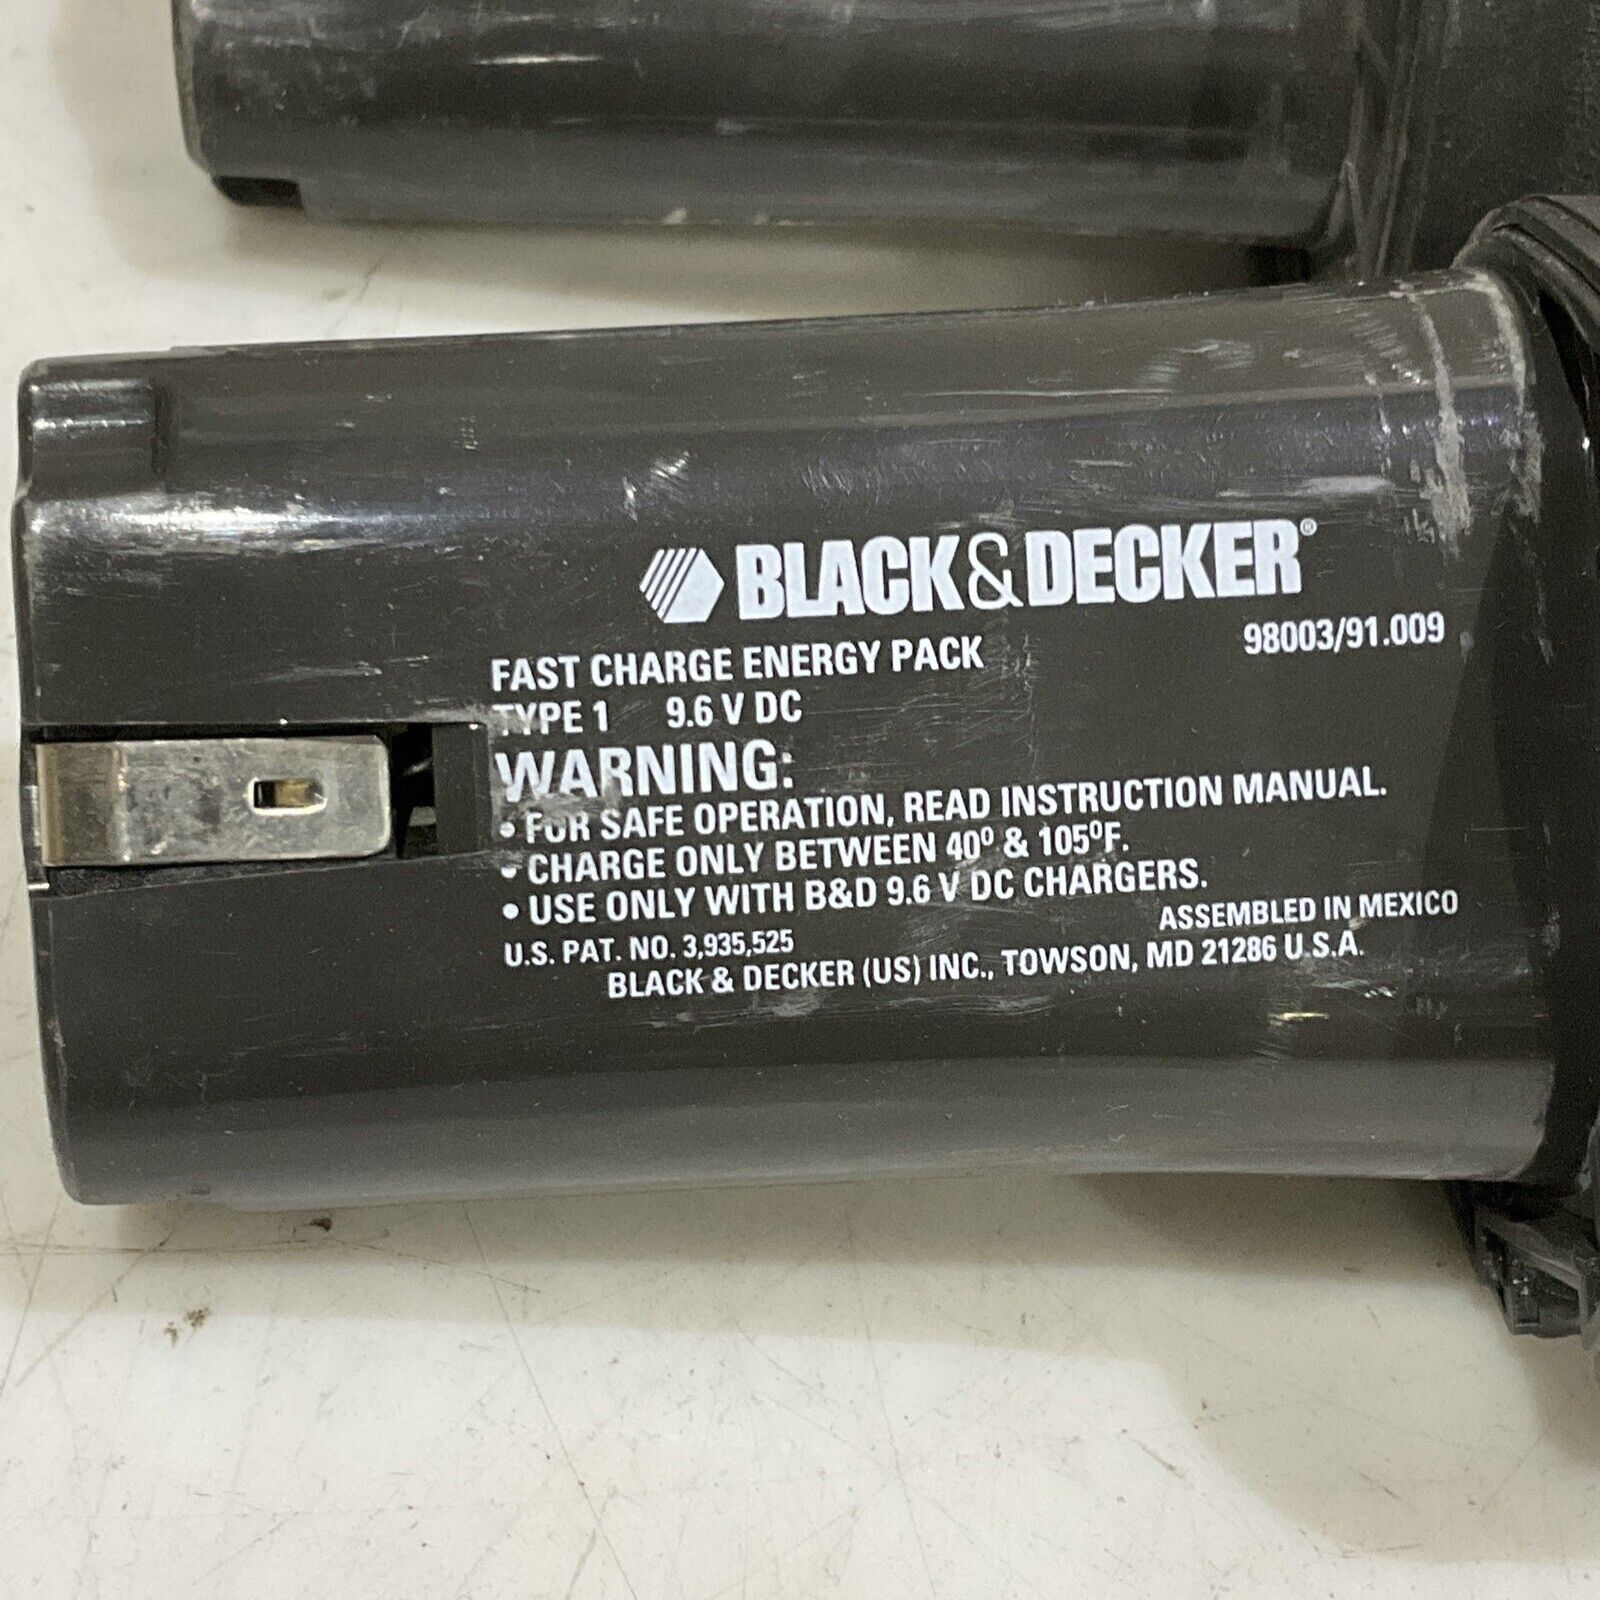 BLACK&DECKER®
98003/91.009
FAST CHARGE ENERGY PACK
TYPE 1 9.6 V DC
WARNING:
• FOR SAFE OPERATION, READ INSTRUCTION MANUAL.
• CHARGE ONLY BETWEEN 40º & 105ºF.
• USE ONLY WITH B&D 9.6 V DC CHARGERS.
ASSEMBLED IN MEXICO
U.S. PAT. NO. 3,935,525
BLACK & DECKER (US) INC., TOWSON, MD 21286 U.S.A.